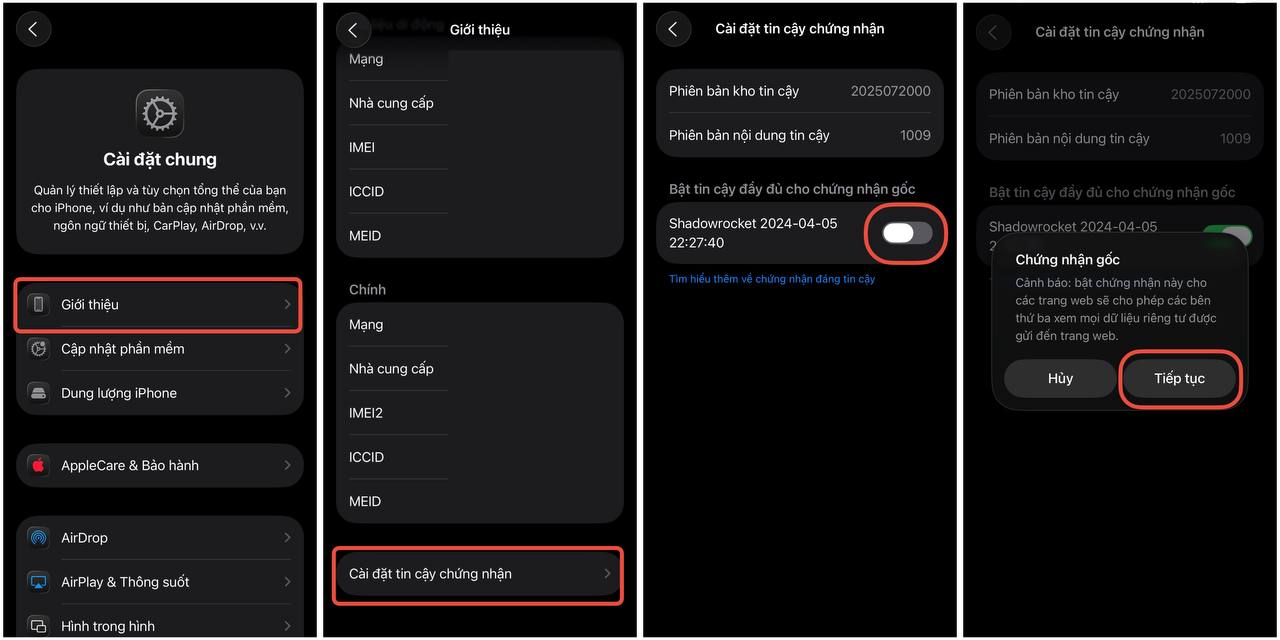 Cài đặt chung
Quản lý thiết lập và tùy chọn tổng thể của bạn
cho iPhone, ví dụ như bản cập nhật phần mềm,
ngôn ngữ thiết bị, CarPlay, AirDrop, v.v.
Giới thiệu
Cập nhật phần mềm
Dung lượng iPhone
AppleCare & Bảo hành
AirDrop
AirPlay & Thông suốt
Hình trong hình
Giới thiệu
Mạng
Nhà cung cấp
IMEI
ICCID
MEID
Chính
Mạng
Nhà cung cấp
IMEI2
ICCID
MEID
Cài đặt tin cậy chứng nhận
Cài đặt tin cậy chứng nhận
Phiên bản kho tin cậy 2025072000
Phiên bản nội dung tin cậy 1009
Bật tin cậy đầy đủ cho chứng nhận gốc
Shadowrocket 2024-04-05
22:27:40
Tìm hiểu thêm về chứng nhận đáng tin cậy
Cài đặt tin cậy chứng nhận
Phiên bản kho tin cậy 2025072000
Phiên bản nội dung tin cậy 1009
Bật tin cậy đầy đủ cho chứng nhận gốc
Shadowrocket 2024-04-05
Chứng nhận gốc
Cảnh báo: bật chứng nhận này cho
các trang web sẽ cho phép các bên
thứ ba xem mọi dữ liệu riêng tư được
gửi đến trang web.
Hủy
Tiếp tục